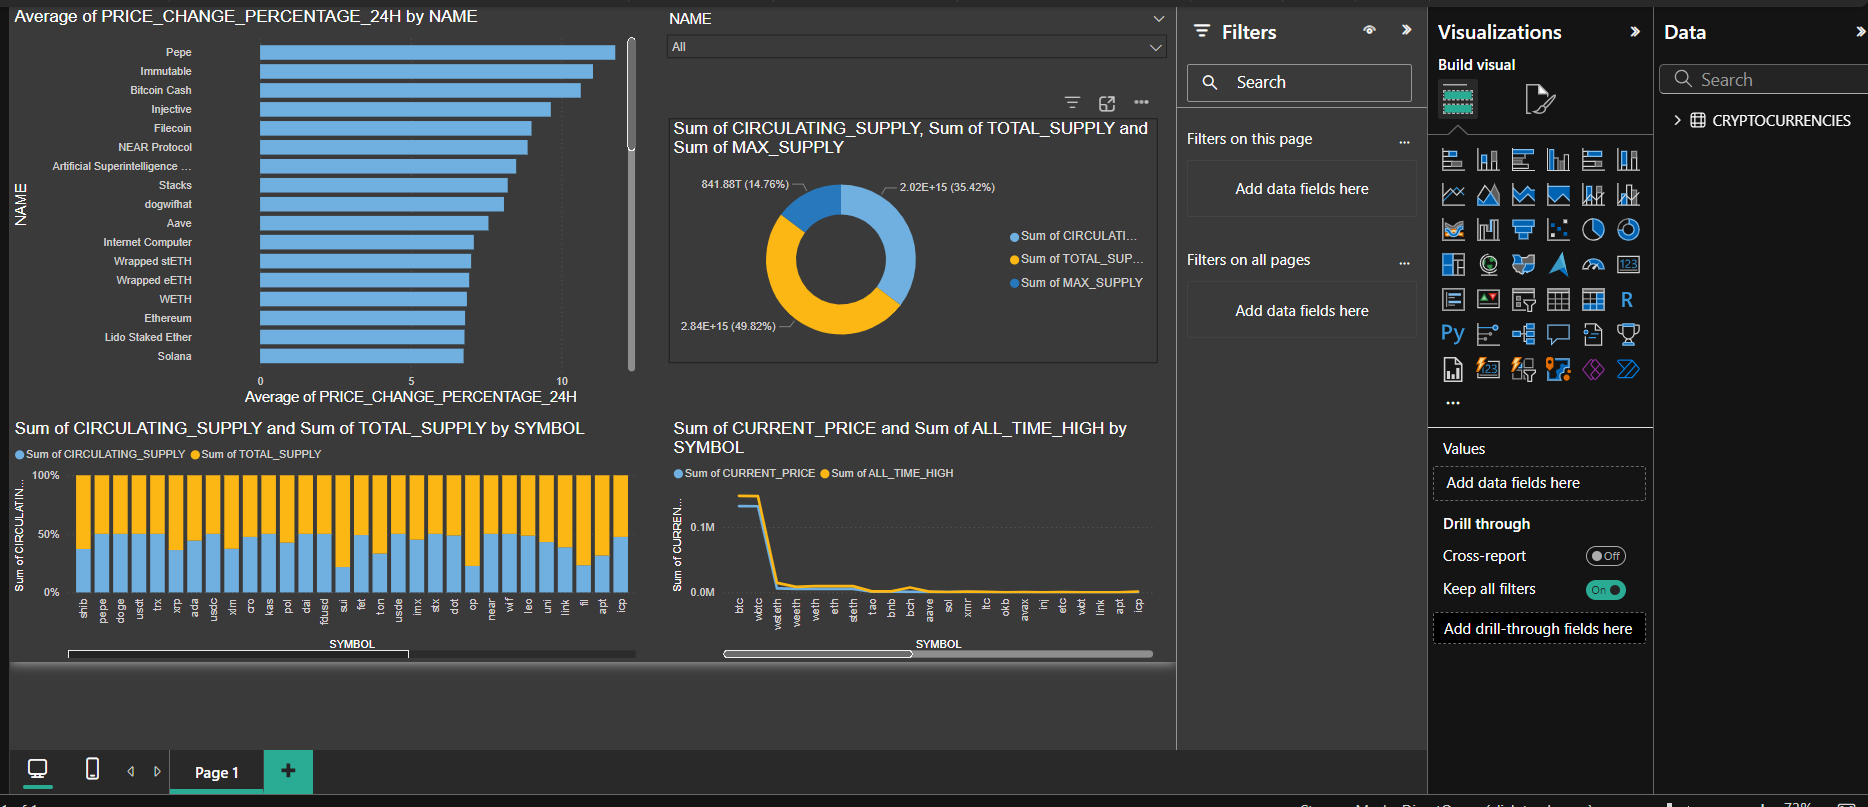 Average of PRICE_CHANGE_PERCENTAGE_24H by NAME
NAME
Pepe
Immutable
Bitcoin Cash
Injective
Filecoin
NEAR Protocol
Artificial Superintelligence ...
Stacks
dogwifhat
Aave
Internet Computer
Wrapped stETH
Wrapped eETH
WETH
Ethereum
Lido Staked Ether
Solana
0 5 10
Average of PRICE_CHANGE_PERCENTAGE_24H
NAME
All
Sum of CIRCULATING_SUPPLY, Sum of TOTAL_SUPPLY and
Sum of MAX_SUPPLY
841.88T (14.76%)
2.02E+15 (35.42%)
2.84E+15 (49.82%)
Sum of CIRCULATI...
Sum of TOTAL_SUP...
Sum of MAX_SUPPLY
Sum of CIRCULATING_SUPPLY and Sum of TOTAL_SUPPLY by SYMBOL
Sum of CIRCULATING_SUPPLY Sum of TOTAL_SUPPLY
Sum of CIRCULATIN...
100%
50%
0%
shib pepe doge usdt trx xrp ada usdc xlm cro kas pol dai fdusd sui fet ton usde imx stx dot op near wif leo uni link fil apt icp
SYMBOL
Sum of CURRENT_PRICE and Sum of ALL_TIME_HIGH by
SYMBOL
Sum of CURRENT_PRICE Sum of ALL_TIME_HIGH
Sum of CURREN...
0.1M
0.0M
btc wbtc wsteth weeth weth eth steth tao bnb bch aave sol xmr ltc okb avax inj etc wbt link apt icp
SYMBOL
Filters
Search
Filters on this page
...
Add data fields here
Filters on all pages
...
Add data fields here
Visualizations
Build visual
123
R
Py
123
...
Values
Add data fields here
Drill through
Cross-report
Off
Keep all filters
On
Add drill-through fields here
Data
Search
CRYPTOCURRENCIES
Page 1